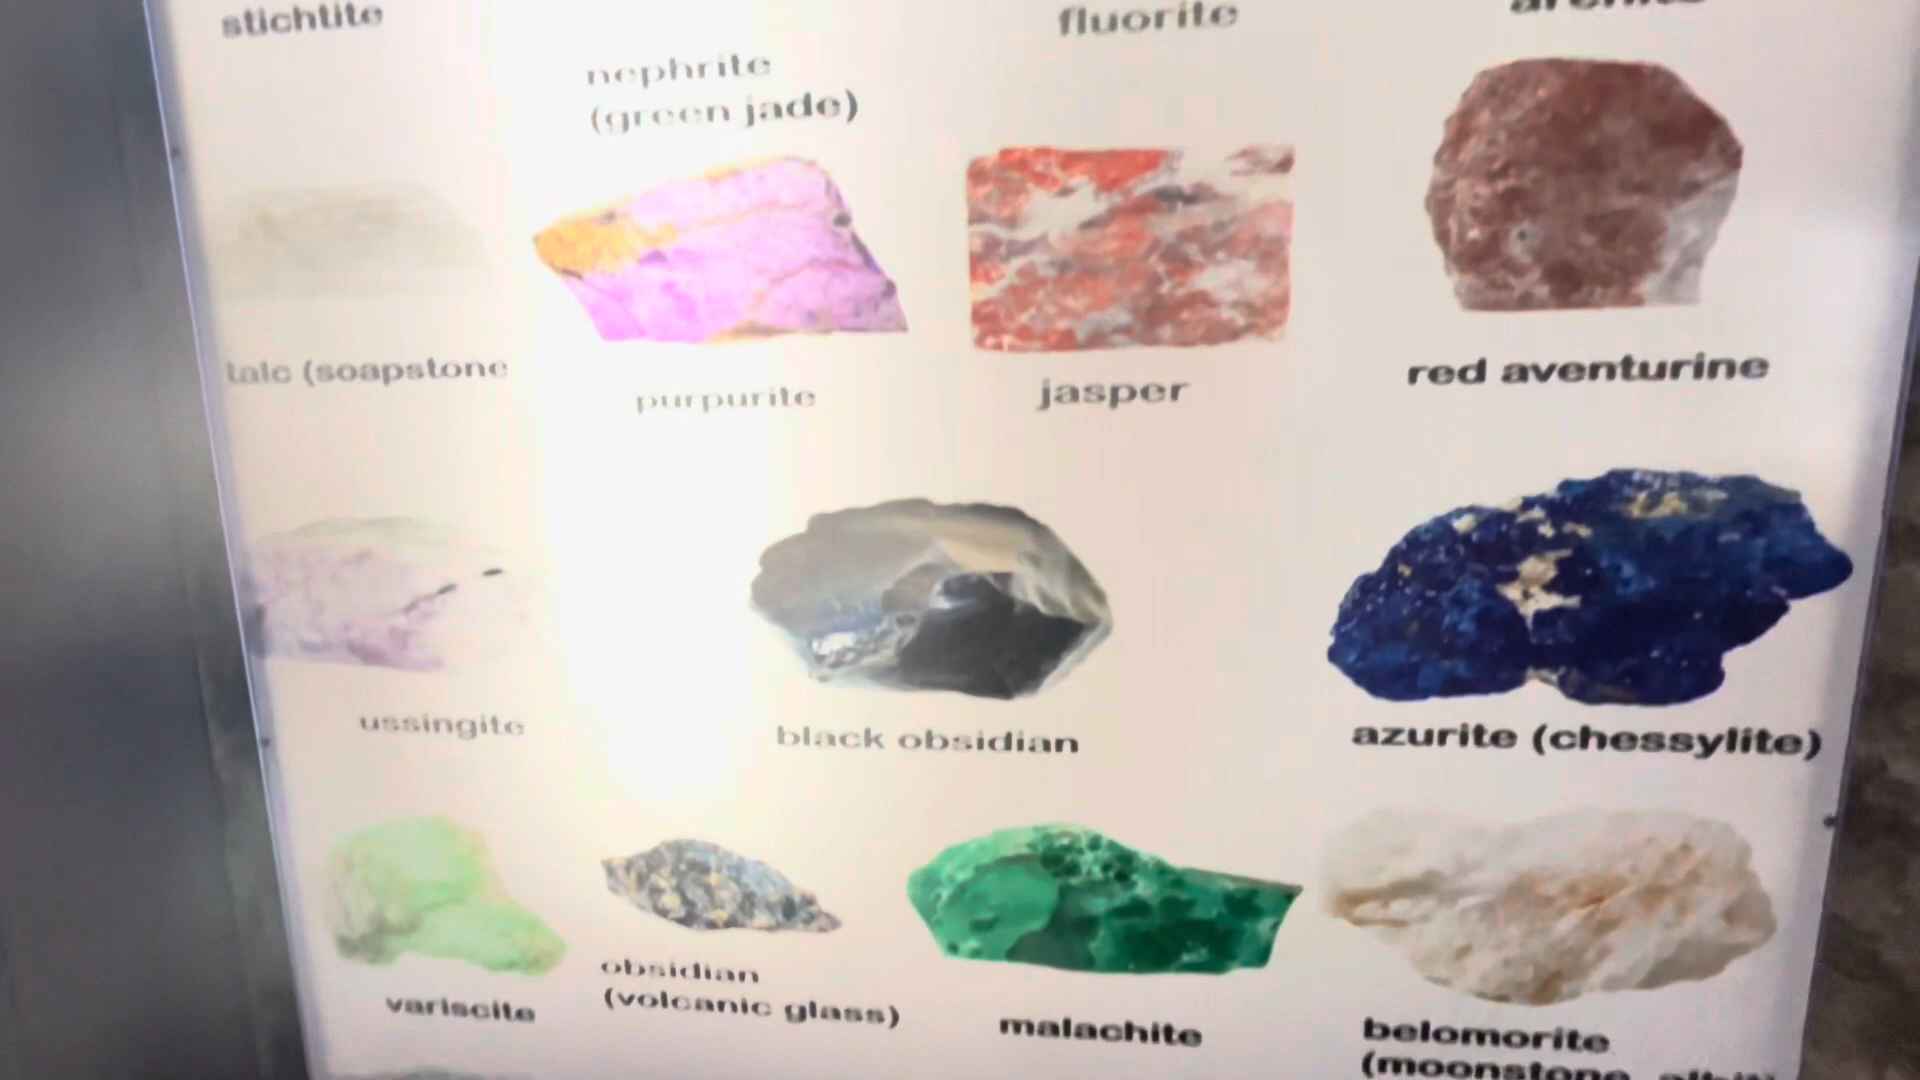 stichtite
fluorite
nephrite
(green jade)
talc (soapstone
purpurite
jasper
red aventurine
ussingite
black obsidian
azurite (chessylite)
variscite
obsidian
(volcanic glass)
malachite
belomorite
(moonstone,